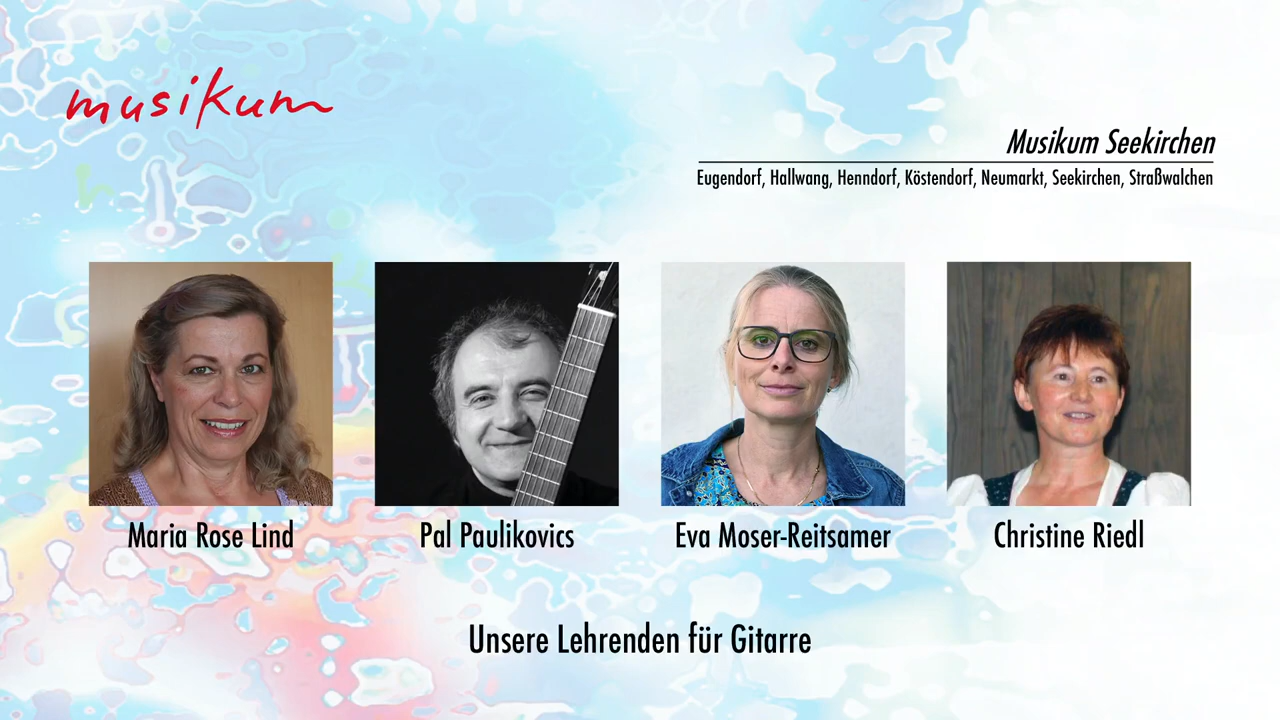 musikum
Musikum Seekirchen
Eugendorf, Hallwang, Henndorf, Köstendorf, Neumarkt, Seekirchen, Straßwalchen
Maria Rose Lind
Pal Paulikovics
Eva Moser-Reitsamer
Christine Riedl
Unsere Lehrenden für Gitarre